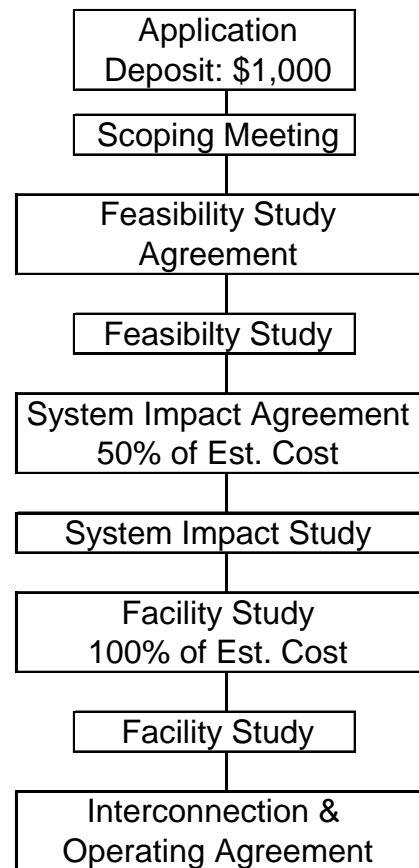 Application
Deposit: $1,000
Scoping Meeting
Feasibility Study
Agreement
Feasibilty Study
System Impact Agreement
50% of Est. Cost
System Impact Study
Facility Study
100% of Est. Cost
Facility Study
Interconnection &
Operating Agreement